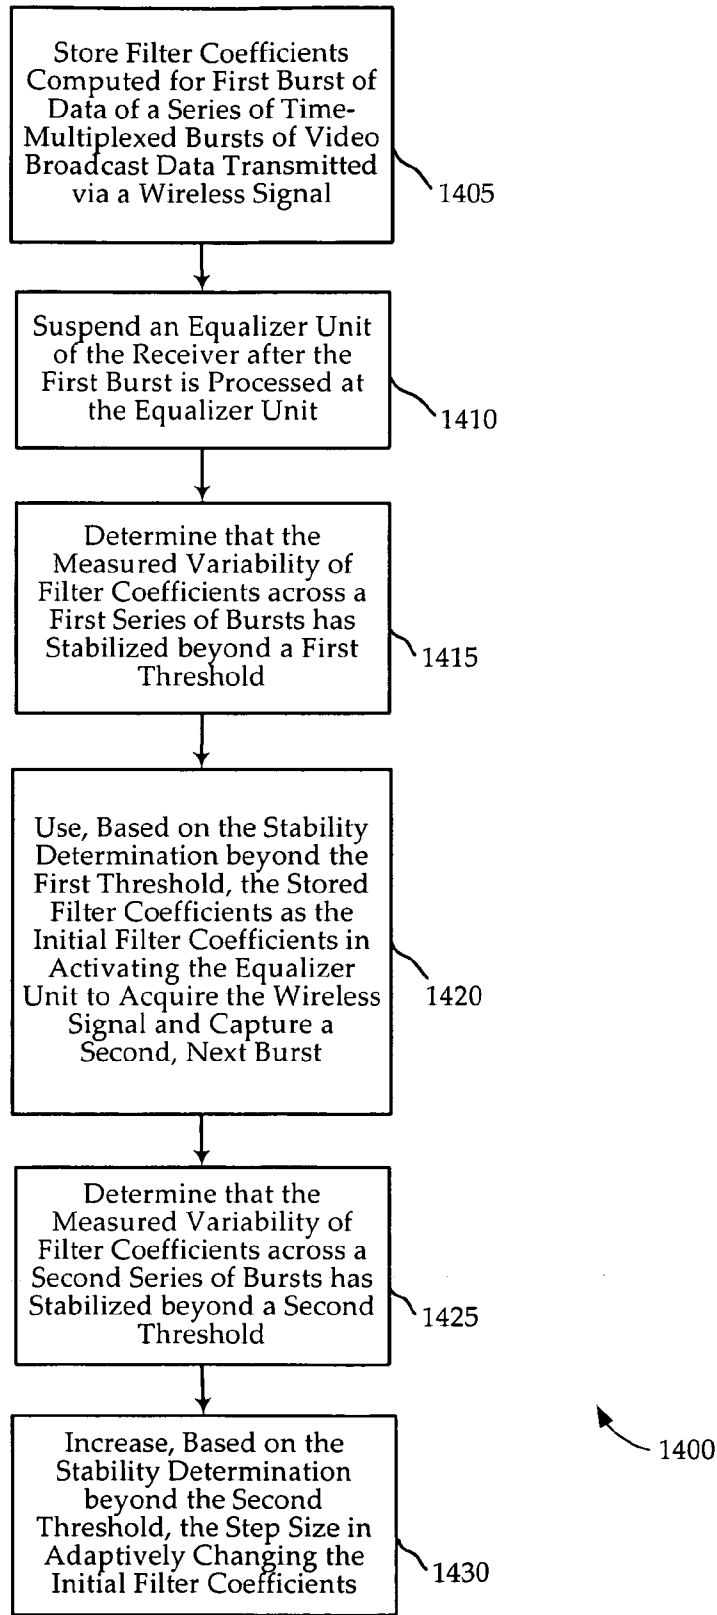 Store Filter Coefficients
Computed for First Burst of
Data of a Series of Time-
Multiplexed Bursts of Video
Broadcast Data Transmitted
via a Wireless Signal
1405
Suspend an Equalizer Unit
of the Receiver after the
First Burst is Processed at
the Equalizer Unit
1410
Determine that the
Measured Variability of
Filter Coefficients across a
First Series of Bursts has
Stabilized beyond a First
Threshold
1415
Use, Based on the Stability
Determination beyond the
First Threshold, the Stored
Filter Coefficients as the
Initial Filter Coefficients in
Activating the Equalizer
Unit to Acquire the Wireless
Signal and Capture a
Second, Next Burst
1420
Determine that the
Measured Variability of
Filter Coefficients across a
Second Series of Bursts has
Stabilized beyond a Second
Threshold
1425
Increase, Based on the
Stability Determination
beyond the Second
Threshold, the Step Size in
Adaptively Changing the
Initial Filter Coefficients
1430
1400